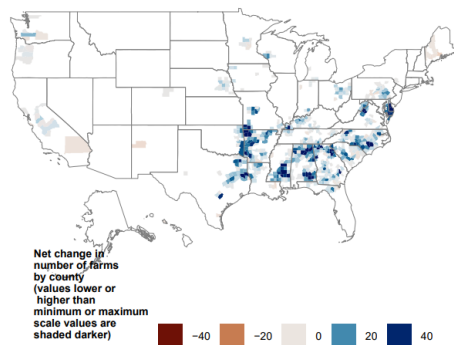 Net change in
number of farms
by county
(values lower or
higher than
minimum or maximum
scale values are
shaded darker)
−40 −20 0 20 40